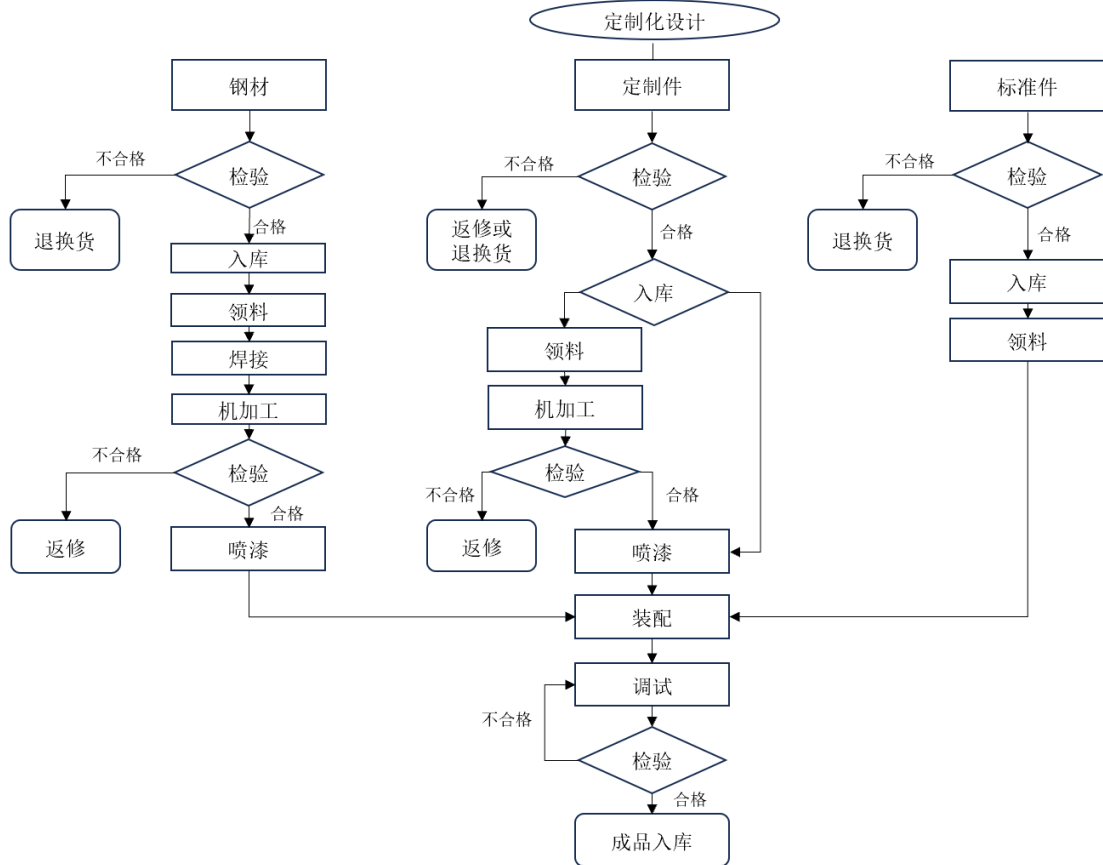 定制化设计
钢材
定制件
标准件
不合格
检验
不合格
检验
不合格
检验
退换货
合格
返修或
退换货
合格
退换货
合格
入库
入库
入库
领料
领料
领料
焊接
机加工
机加工
不合格
检验
检验
不合格
合格
合格
返修
喷漆
返修
喷漆
装配
调试
不合格
检验
合格
成品入库